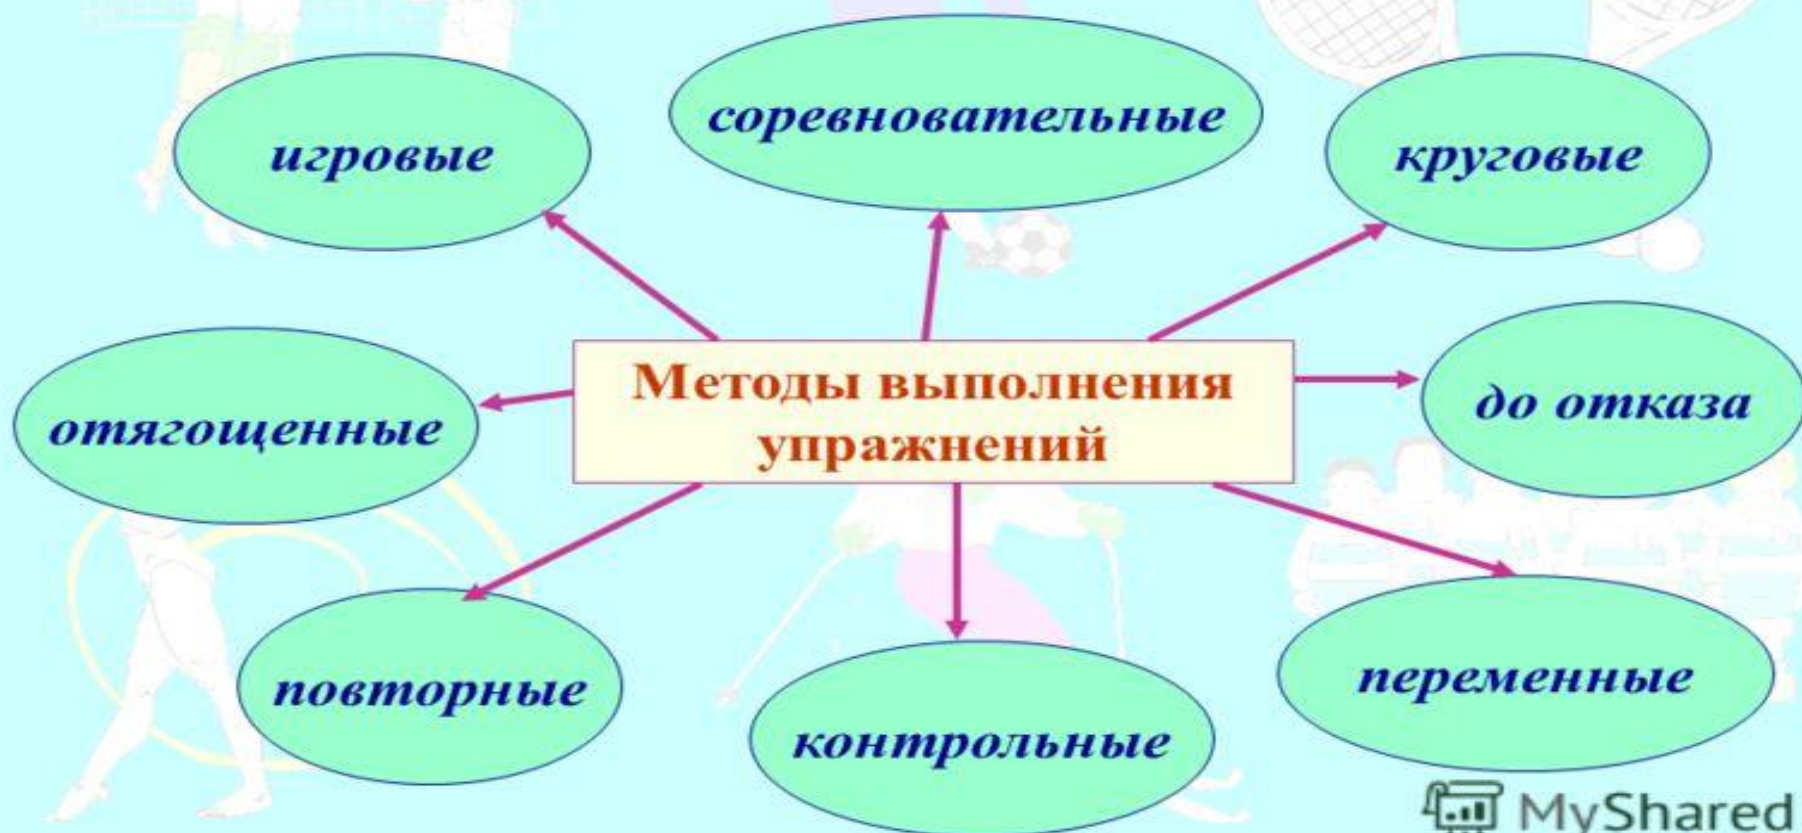 соревновательные
игровые
круговые
Методы выполнения
упражнений
до отказа
отягощенные
переменные
повторные
контрольные
MyShared